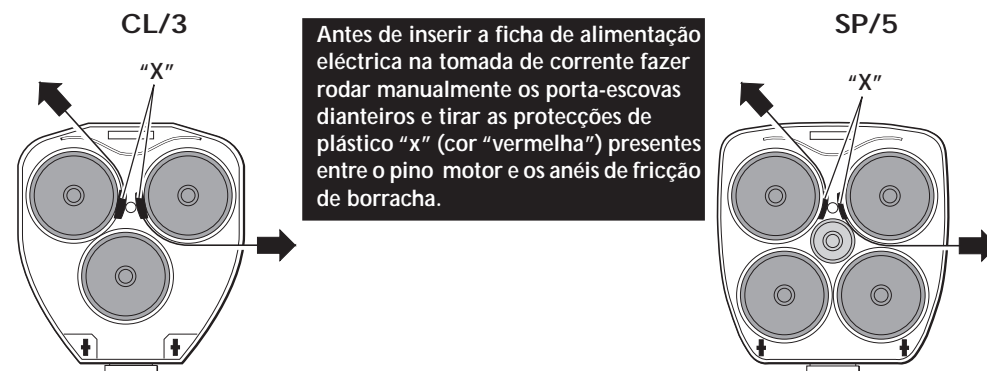 CL/3
“X”
Antes de inserir a ficha de alimentação
eléctrica na tomada de corrente fazer
rodar manualmente os porta-escovas
dianteiros e tirar as protecções de
plástico “x” (cor “vermelha”) presentes
entre o pino motor e os anéis de fricção
de borracha.
SP/5
“X”